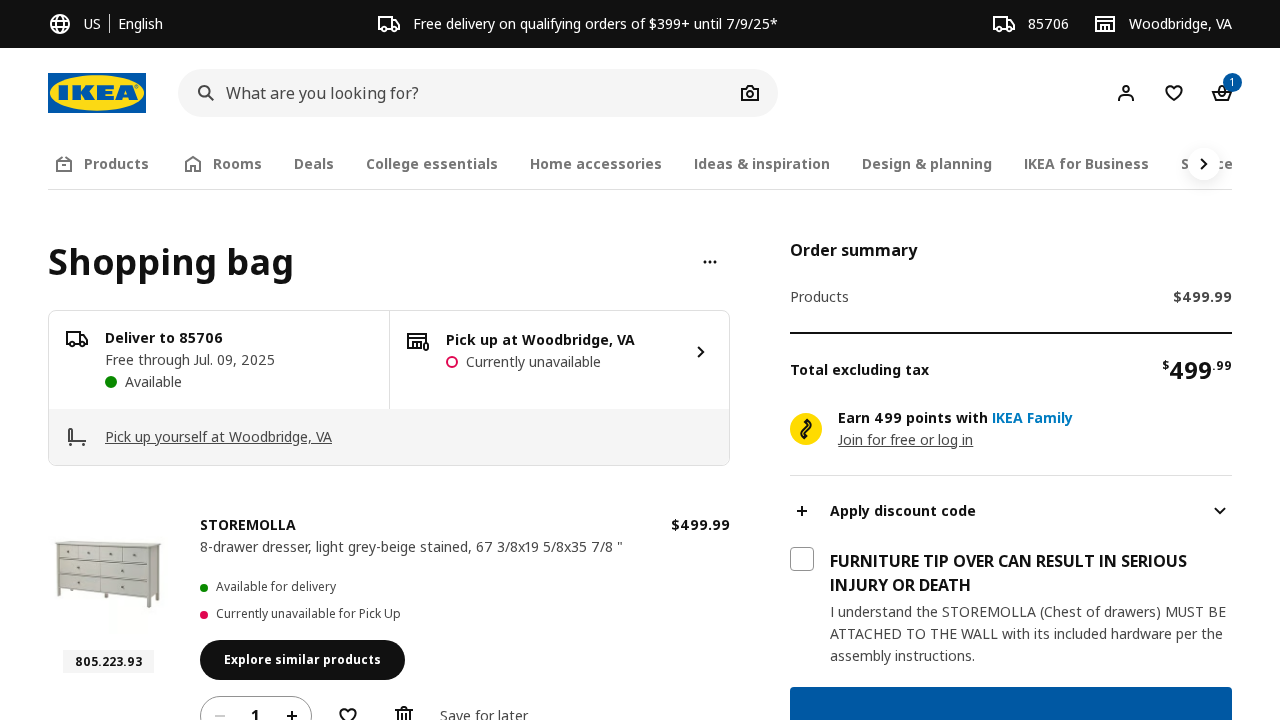 US | English
Free delivery on qualifying orders of $399+ until 7/9/25*
85706
Woodbridge, VA
IKEA
What are you looking for?
1
Products
Rooms
Deals
College essentials
Home accessories
Ideas & inspiration
Design & planning
IKEA for Business
Shopping bag
Deliver to 85706
Free through Jul. 09, 2025
Available
Pick up at Woodbridge, VA
Currently unavailable
Pick up yourself at Woodbridge, VA
STOREMOLLA
$499.99
8-drawer dresser, light grey-beige stained, 67 3/8x19 5/8x35 7/8 "
Available for delivery
Currently unavailable for Pick Up
805.223.93
Explore similar products
1
Save for later
Order summary
Products
$499.99
Total excluding tax
$499.99
Earn 499 points with IKEA Family
Join for free or log in
Apply discount code
FURNITURE TIP OVER CAN RESULT IN SERIOUS
INJURY OR DEATH
I understand the STOREMOLLA (Chest of drawers) MUST BE
ATTACHED TO THE WALL with its included hardware per the
assembly instructions.